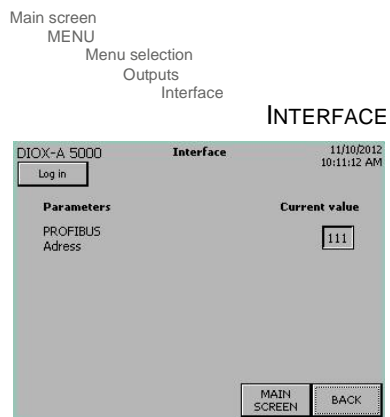 Main screen
MENU
Menu selection
Outputs
Interface
INTERFACE
DIOX-A 5000 Interface 11/10/2012
10:11:12 AM
Log in
Parameters Current value
PROFIBUS
Adress 111
MAIN
SCREEN BACK